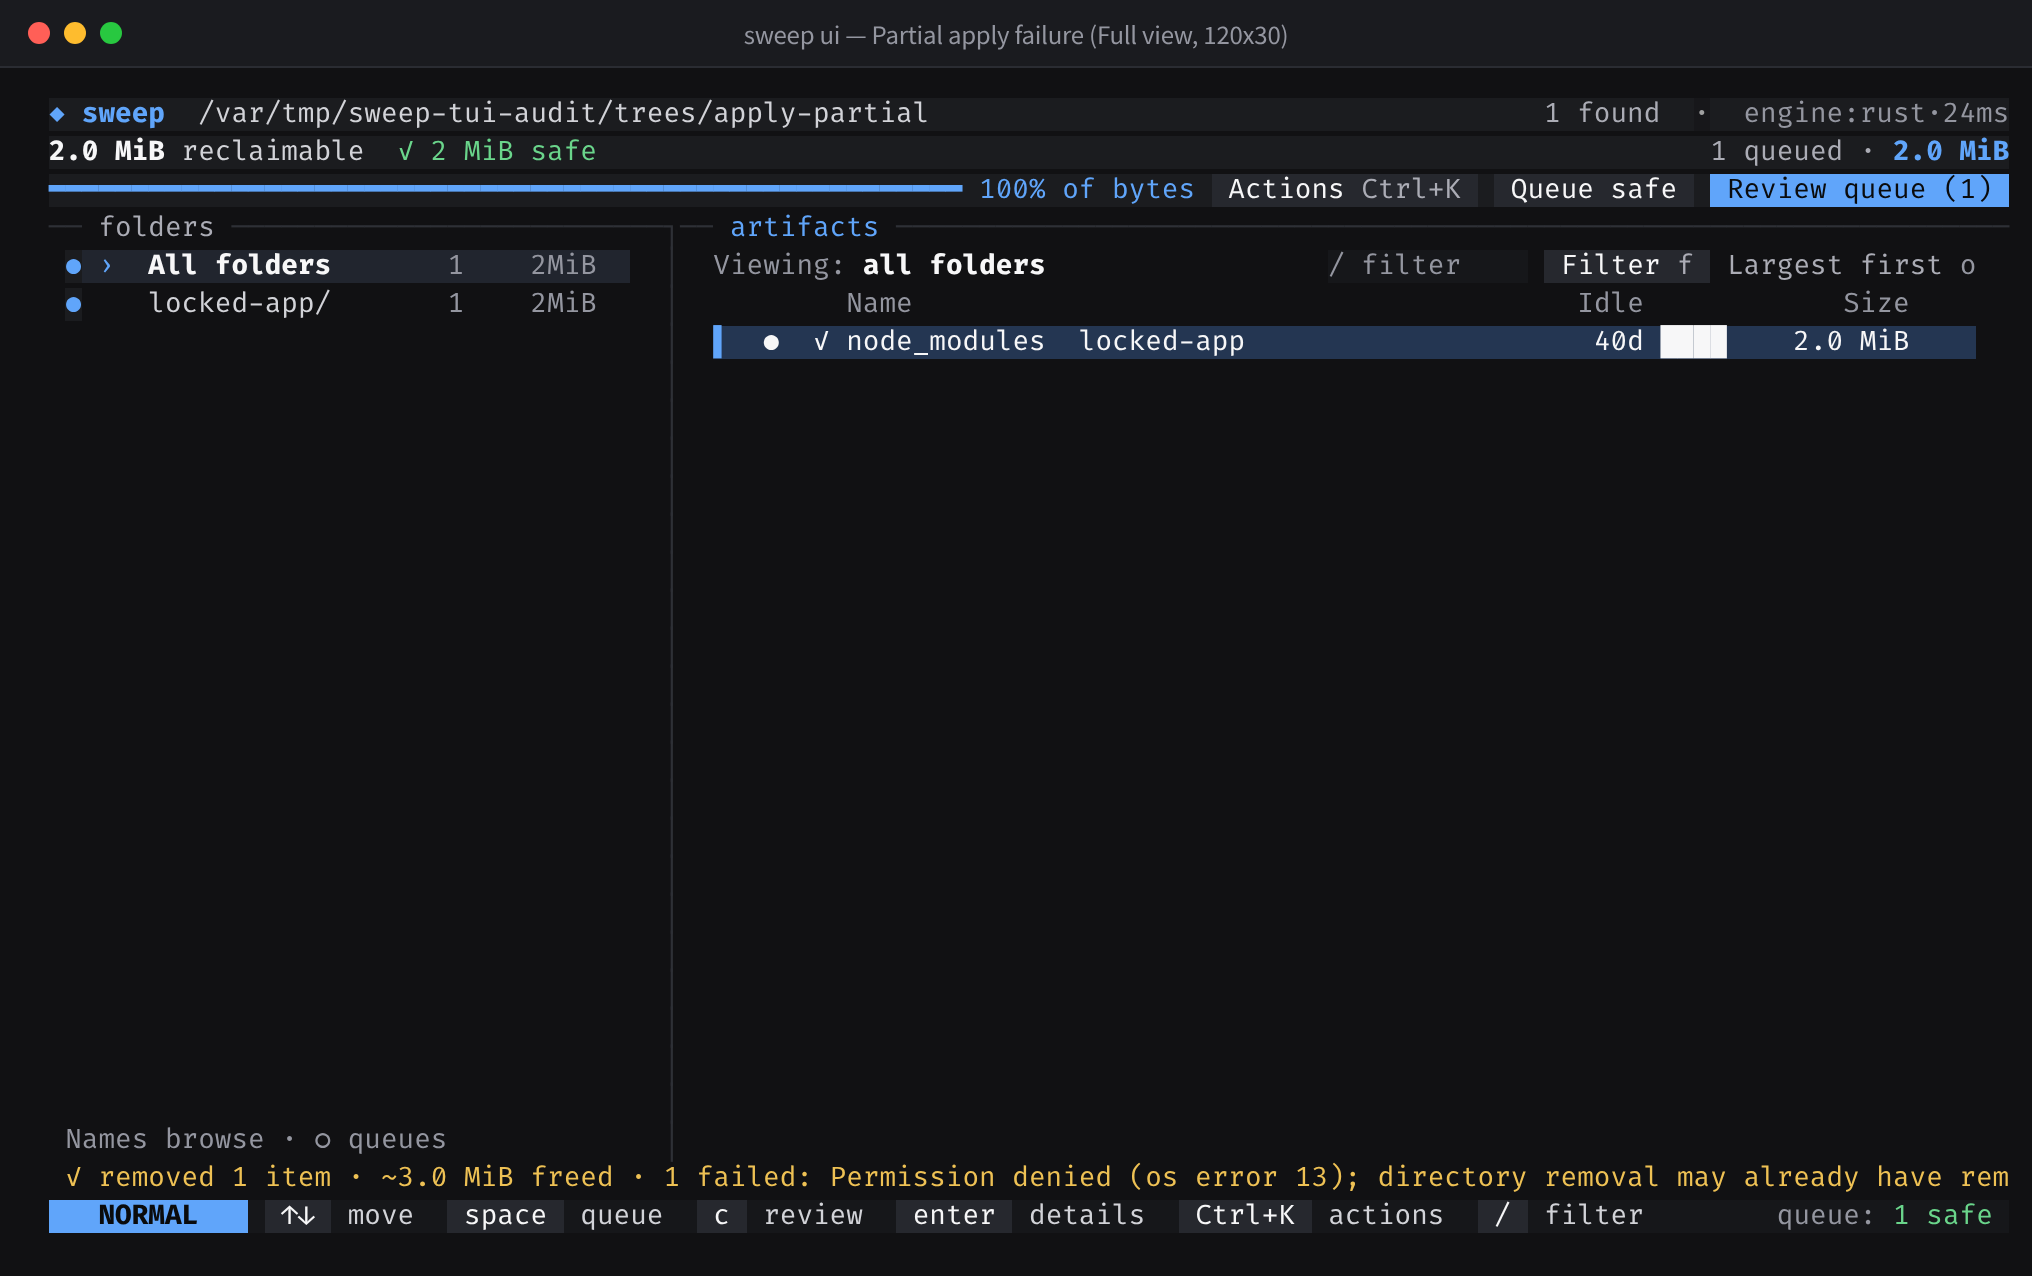 sweep ui — Partial apply failure (Full view, 120x30)
◆ sweep /var/tmp/sweep-tui-audit/trees/apply-partial 1 found · engine:rust·24ms
2.0 MiB reclaimable √ 2 MiB safe 1 queued · 2.0 MiB
100% of bytes Actions Ctrl+K Queue safe Review queue (1)
folders
● › All folders 1 2MiB
● locked-app/ 1 2MiB
Names browse · ○ queues
artifacts
Viewing: all folders / filter Filter f Largest first o
Name Idle Size
● √ node_modules locked-app 40d 2.0 MiB
√ removed 1 item · ~3.0 MiB freed · 1 failed: Permission denied (os error 13); directory removal may already have rem
NORMAL ↑↓ move space queue c review enter details Ctrl+K actions / filter queue: 1 safe